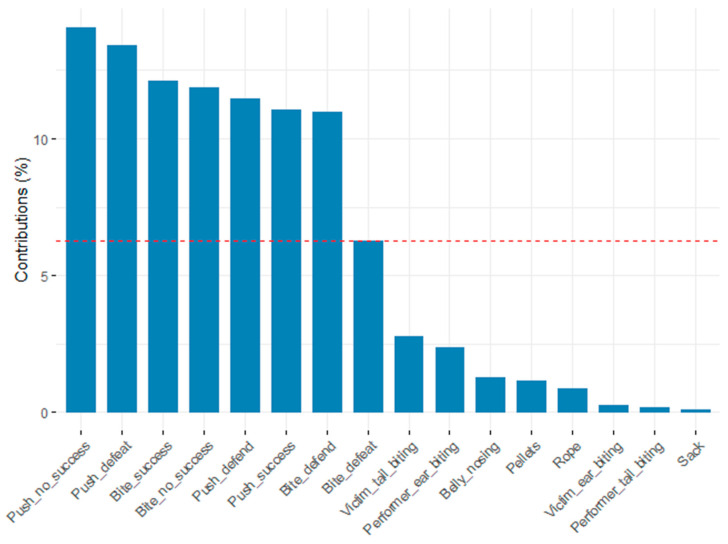 Contributions (%)
10
5
0
Push_no_success
Push_defeat
Bite_success
Bite_no_success
Push_defend
Push_success
Bite_defend
Bite_defeat
Victim_tail_biting
Performer_ear_biting
Belly_nosing
Pellets
Rope
Victim_ear_biting
Performer_tail_biting
Sack